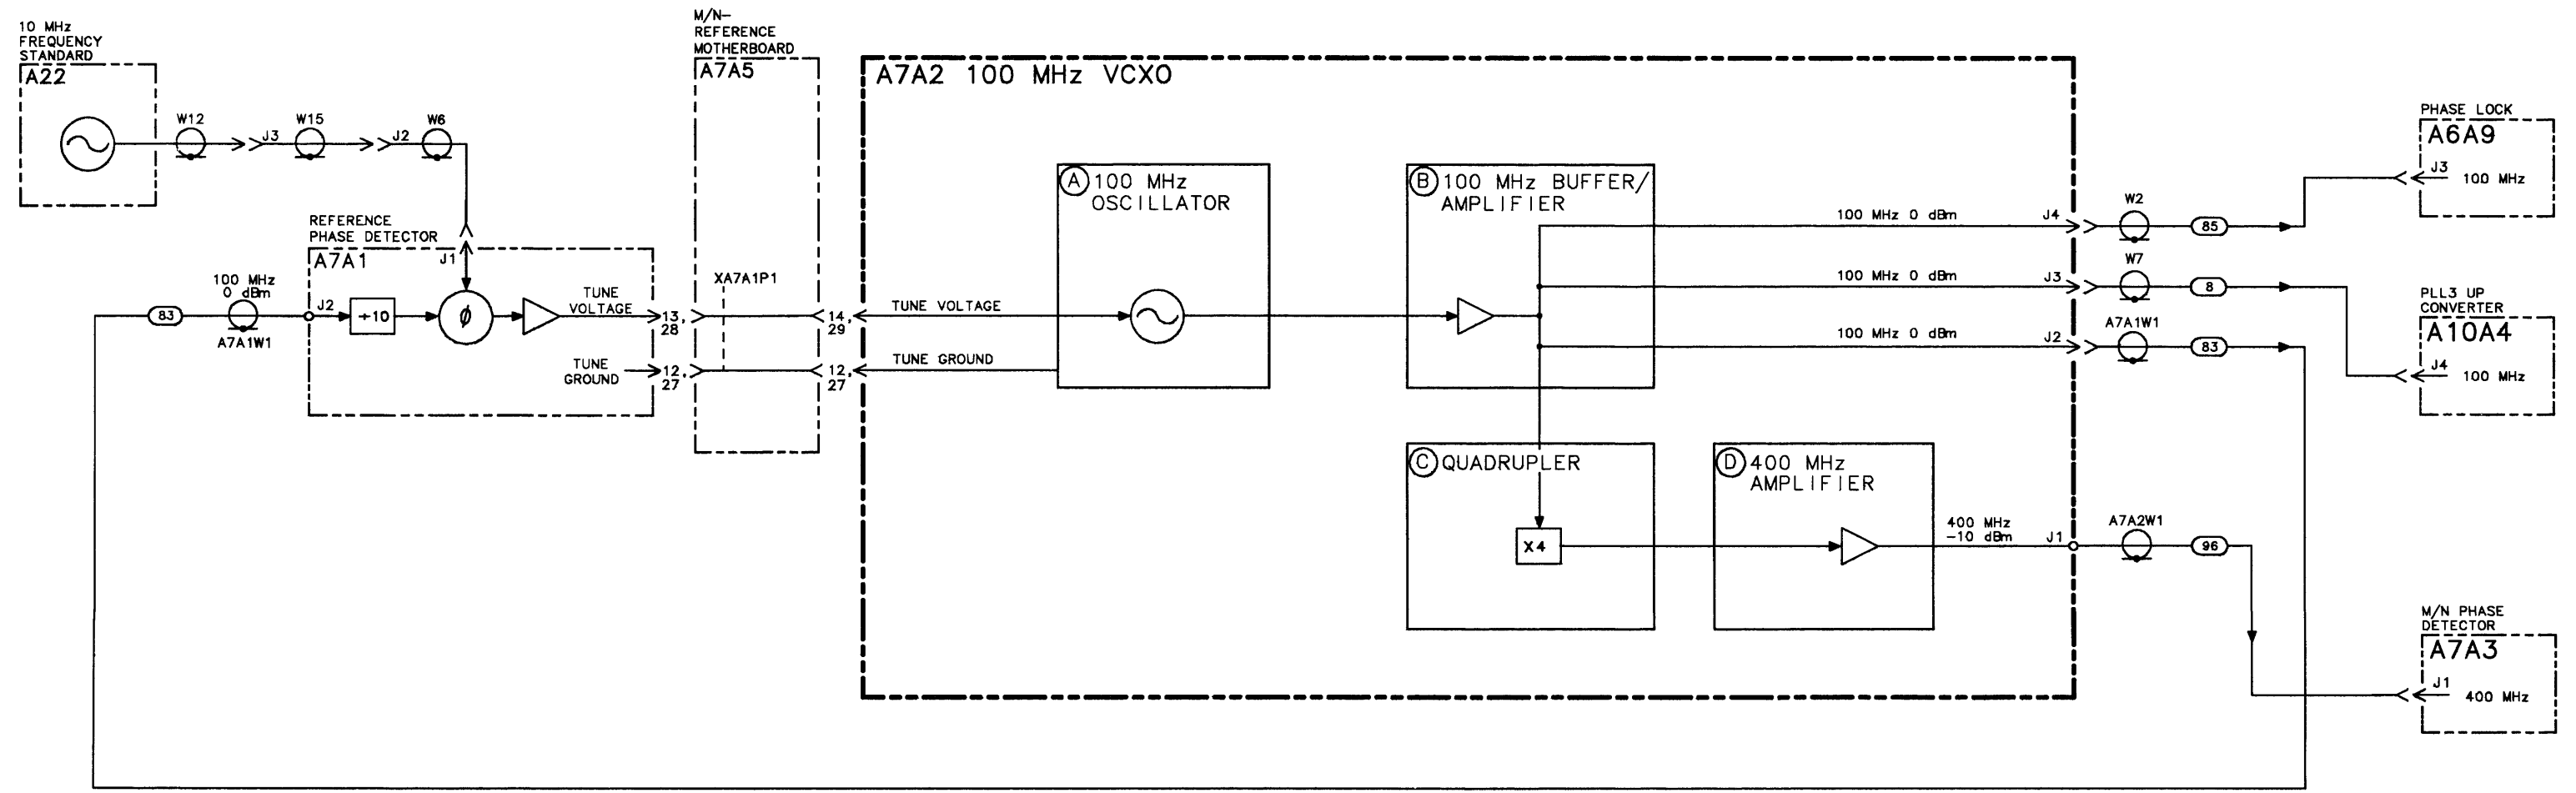 10 MHz
FREQUENCY
STANDARD
A22
W12
J3
W15
J2
W6
REFERENCE
PHASE DETECTOR
A7A1
J1
83
100 MHz
0 dBm
A7A1W1
J2
÷10
ϕ
TUNE
VOLTAGE
13,
28
TUNE
GROUND
12,
27
M/N-
REFERENCE
MOTHERBOARD
A7A5
XA7A1P1
14,
29
12,
27
A7A2 100 MHz VCXO
TUNE VOLTAGE
TUNE GROUND
A 100 MHz
OSCILLATOR
B 100 MHz BUFFER/
AMPLIFIER
C QUADRUPLER
X4
D 400 MHz
AMPLIFIER
100 MHz 0 dBm
J4
W2
85
100 MHz 0 dBm
J3
W7
8
100 MHz 0 dBm
J2
A7A1W1
83
400 MHz
-10 dBm
J1
A7A2W1
96
PHASE LOCK
A6A9
J3
100 MHz
PLL3 UP
CONVERTER
A10A4
J4
100 MHz
M/N PHASE
DETECTOR
A7A3
J1
400 MHz